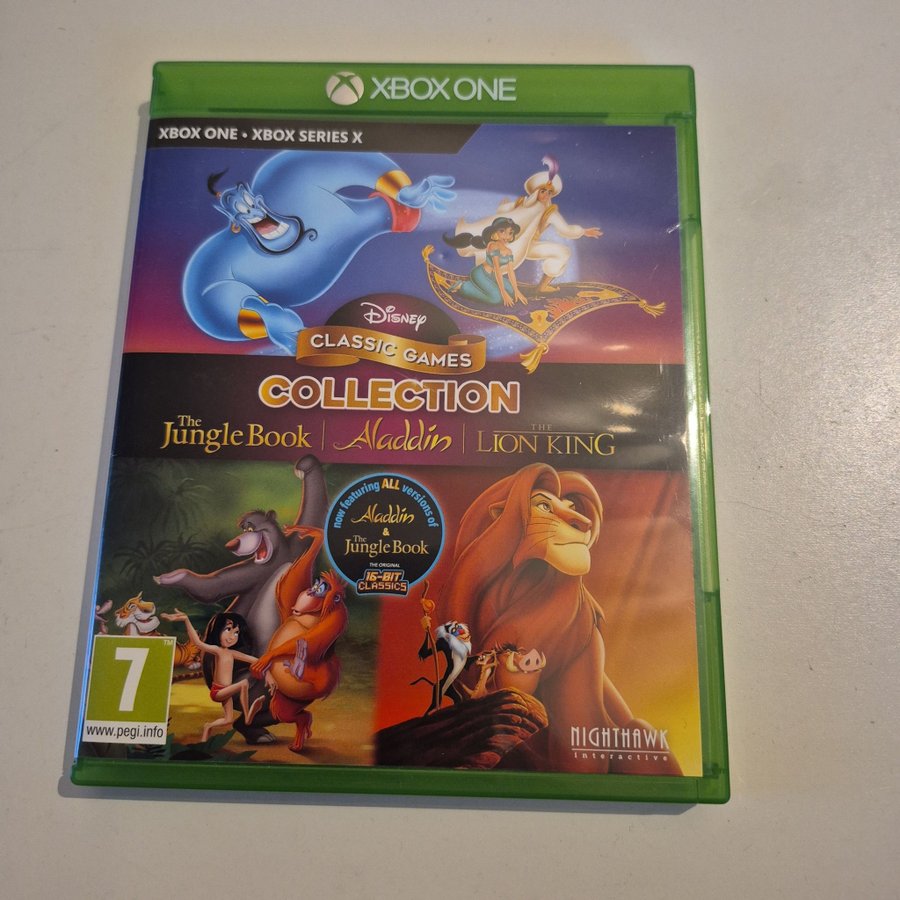 XBOX ONE
XBOX ONE • XBOX SERIES X
Disney
CLASSIC GAMES
COLLECTION
The Jungle Book | Aladdin | THE LION KING
now featuring ALL versions of
Aladdin
&
The Jungle Book
THE ORIGINAL
16-BIT
CLASSICS
7™
www.pegi.info
NIGHTHAWK
interactive